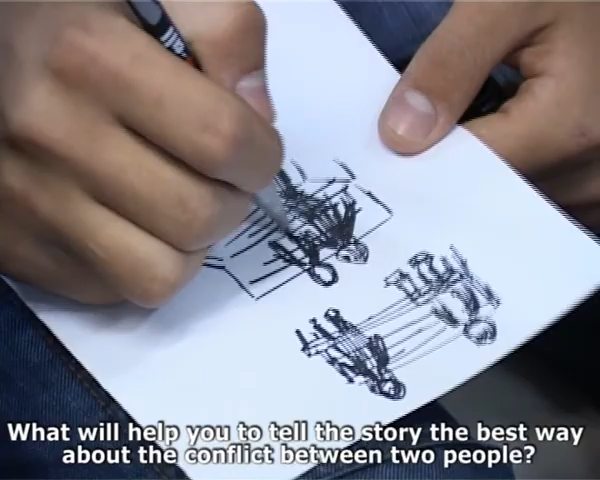 What will help you to tell the story the best way
about the conflict between two people?